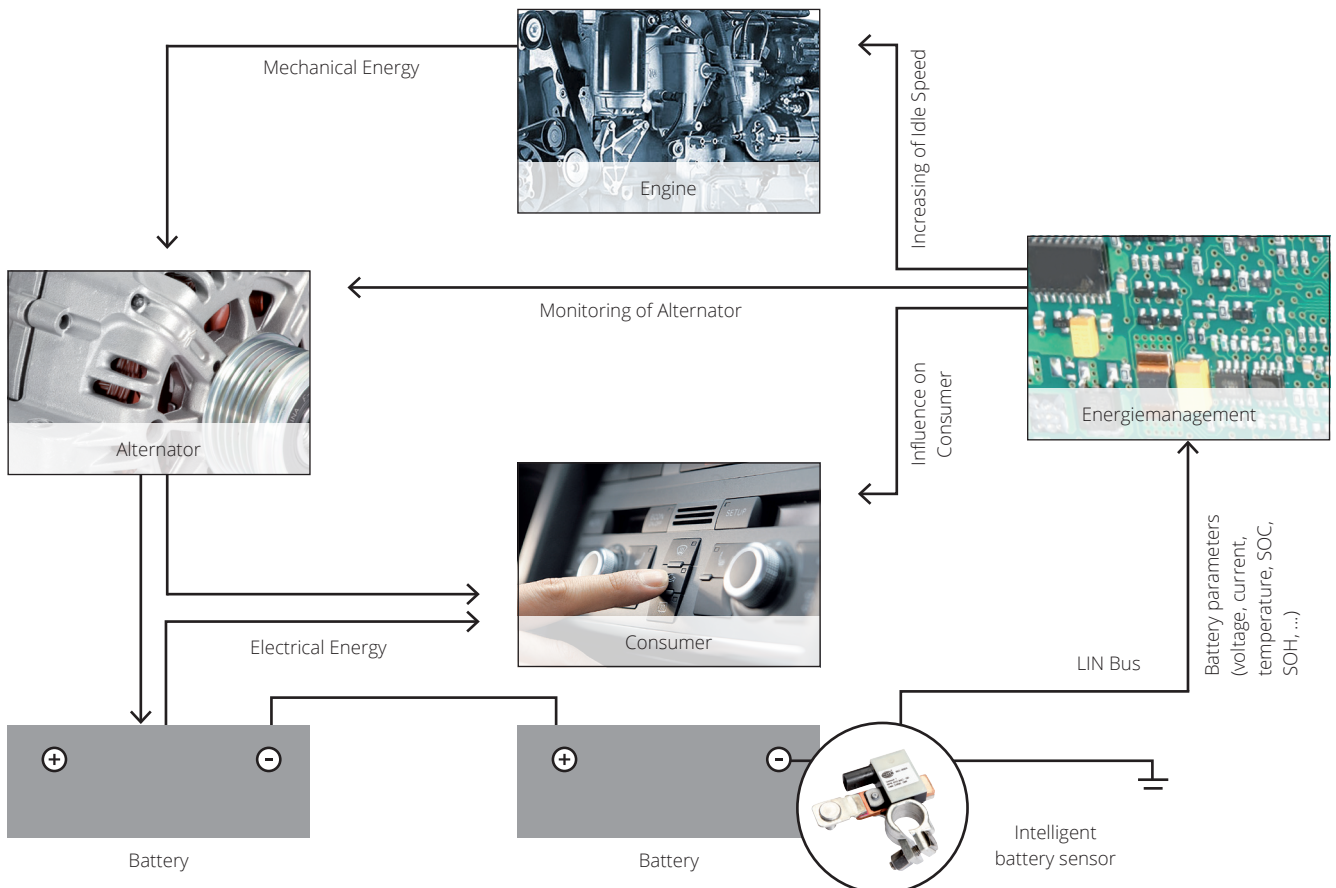 Mechanical Energy
Engine
Increasing of Idle Speed
Monitoring of Alternator
Energiemanagement
Alternator
Influence on
Consumer
SETUP
Consumer
Electrical Energy
LIN Bus
Battery parameters
(voltage, current,
temperature, SOC,
SOH, ...)
+
-
+
-
Battery
Battery
Intelligent
battery sensor